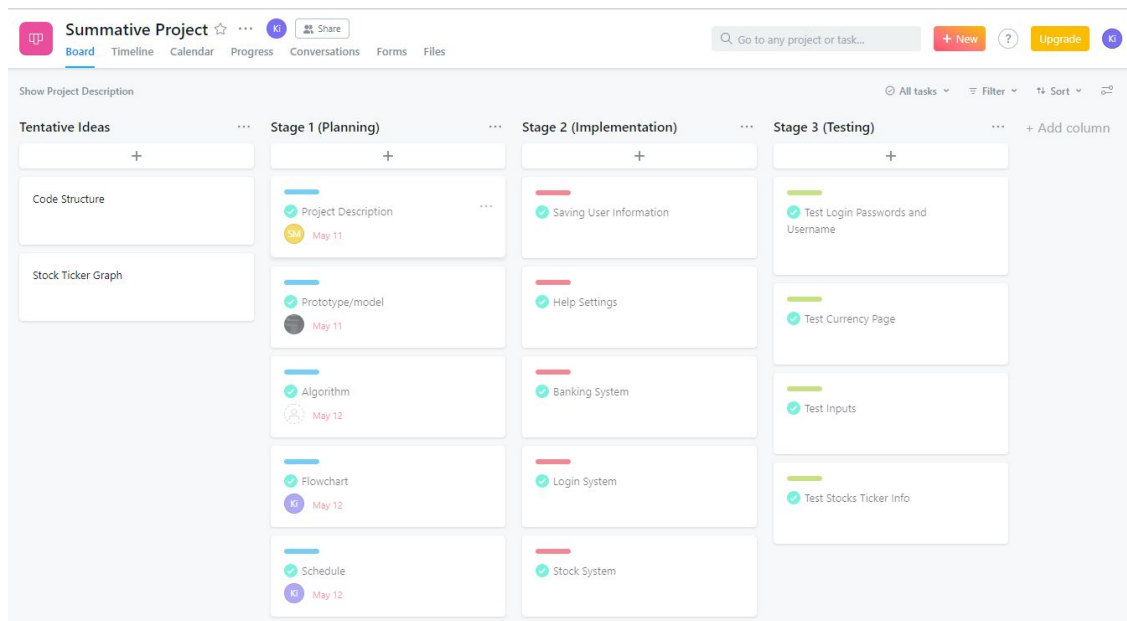 Summative Project
Ki
Share
Board Timeline Calendar Progress Conversations Forms Files
Go to any project or task...
+ New
?
Upgrade
Ki
Show Project Description
All tasks
Filter
Sort
Tentative Ideas
+
Code Structure
Stock Ticker Graph
Stage 1 (Planning)
+
Project Description
SM May 11
Prototype/model
May 11
Algorithm
May 12
Flowchart
Ki May 12
Schedule
Ki May 12
Stage 2 (Implementation)
+
Saving User Information
Help Settings
Banking System
Login System
Stock System
Stage 3 (Testing)
+
Test Login Passwords and
Username
Test Currency Page
Test Inputs
Test Stocks Ticker Info
+ Add column